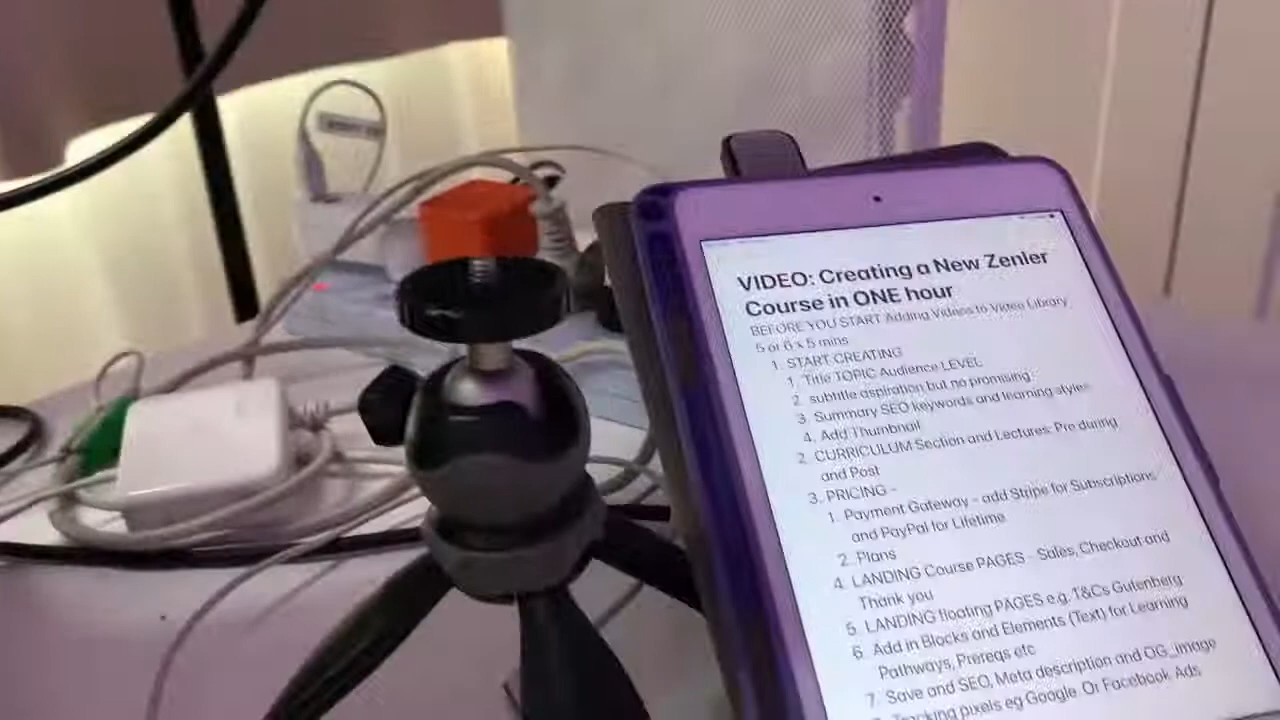 VIDEO: Creating a New Zenler
Course in ONE hour
BEFORE YOU START Adding Videos to Video Library
5 or 6 x 5 mins
1. START CREATING
1. Title TOPIC Audience LEVEL
2. subtitle aspiration but no promising
3. Summary SEO keywords and learning styles
4. Add Thumbnail
2. CURRICULUM Section and Lectures: Pre during
and Post
3. PRICING -
1. Payment Gateway - add Stripe for Subscriptions
and PayPal for Lifetime
2. Plans
4. LANDING Course PAGES - Sales, Checkout and
Thank you
5. LANDING floating PAGES e.g. T&Cs Gutenberg
6. Add in Blocks and Elements (Text) for Learning
Pathways, Prereqs etc
7. Save and SEO, Meta description and OG_image
Tracking pixels eg Google Or Facebook Ads